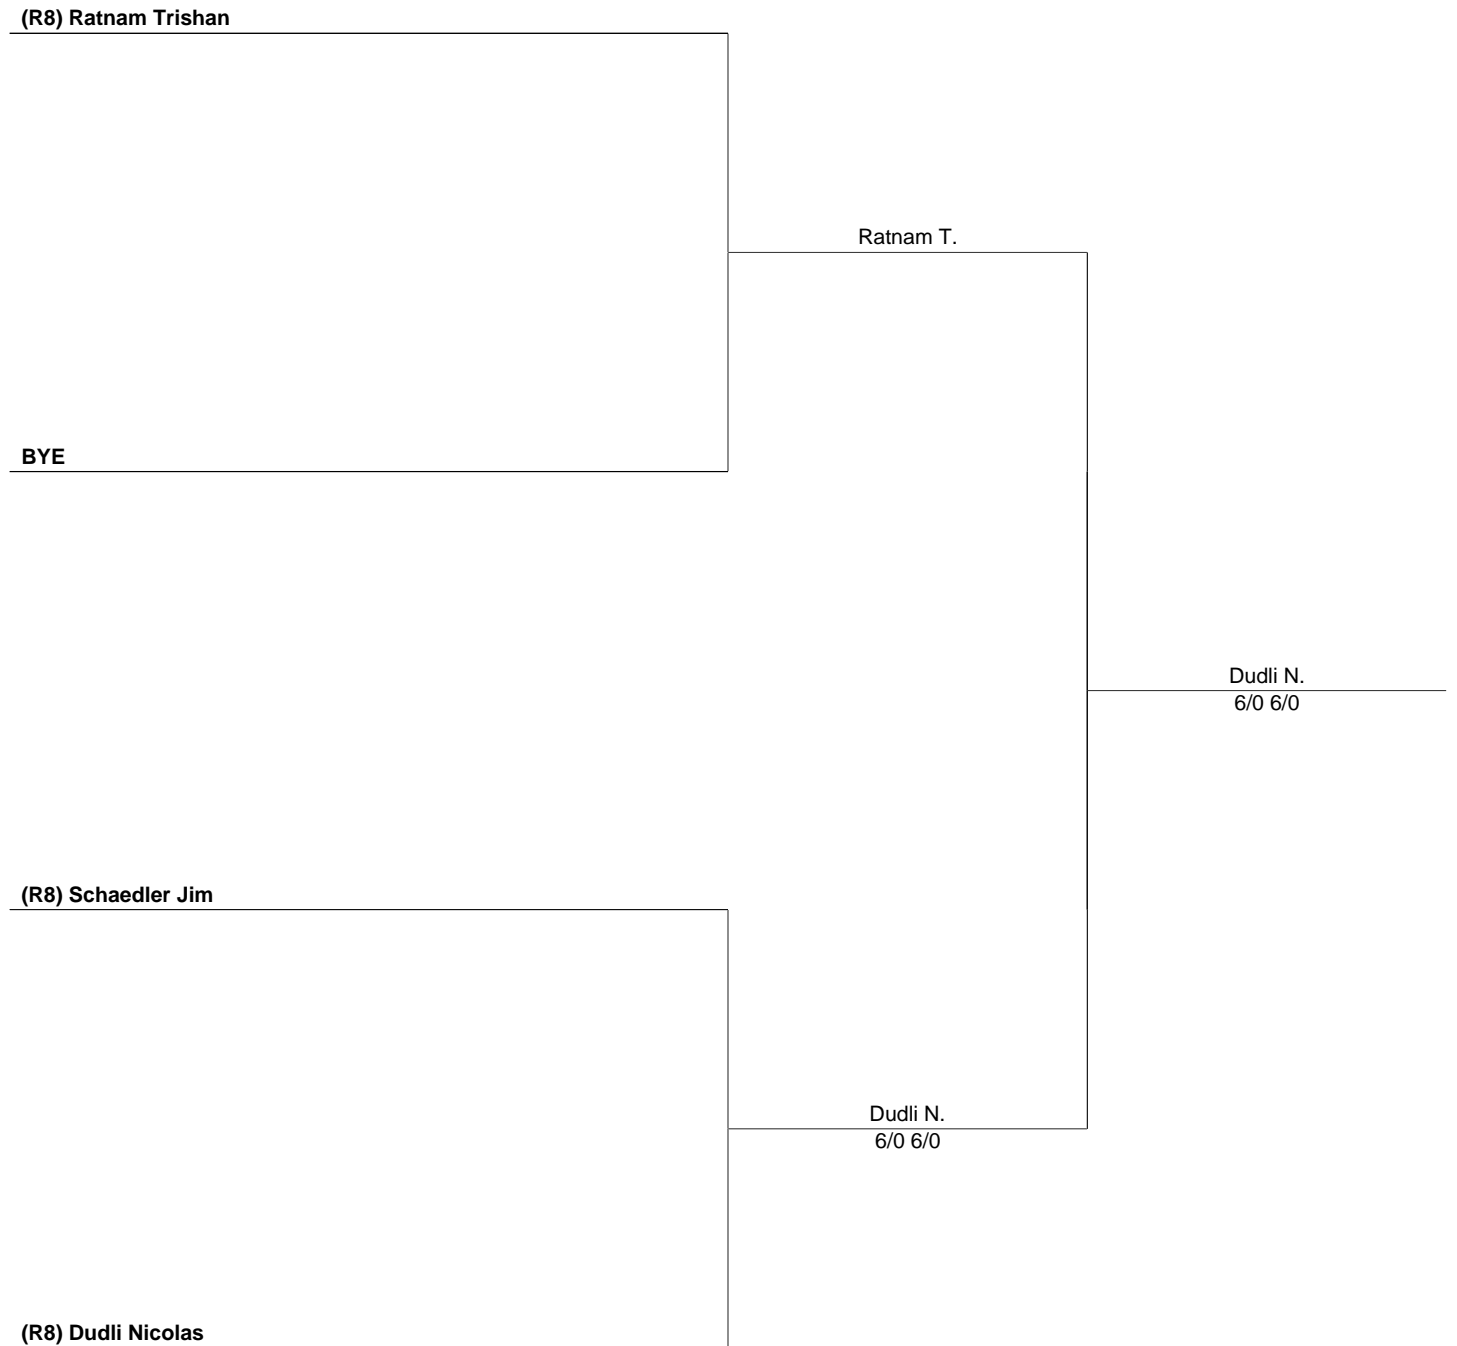 (R8) Ratnam Trishan
Ratnam T.
BYE
Dudli N.
6/0 6/0
(R8) Schaedler Jim
Dudli N.
6/0 6/0
(R8) Dudli Nicolas